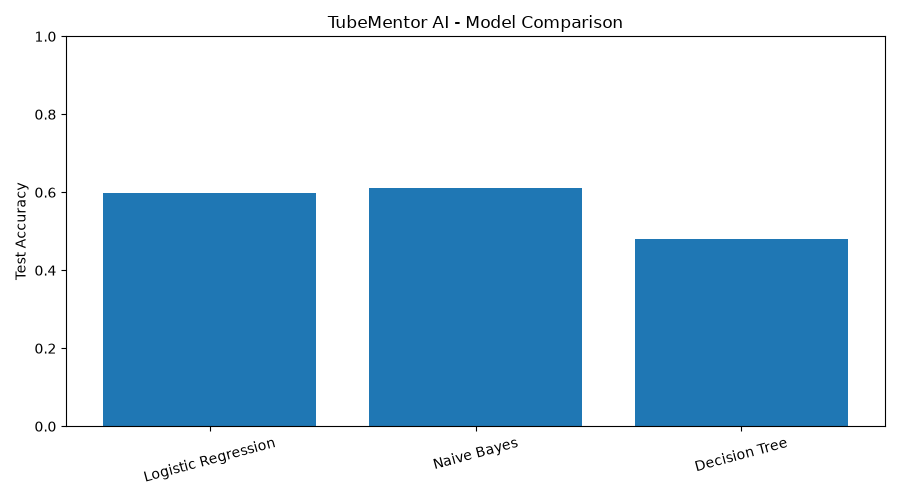 TubeMentor AI - Model Comparison
1.0
0.8
0.6
0.4
0.2
0.0
Test Accuracy
Logistic Regression
Naive Bayes
Decision Tree